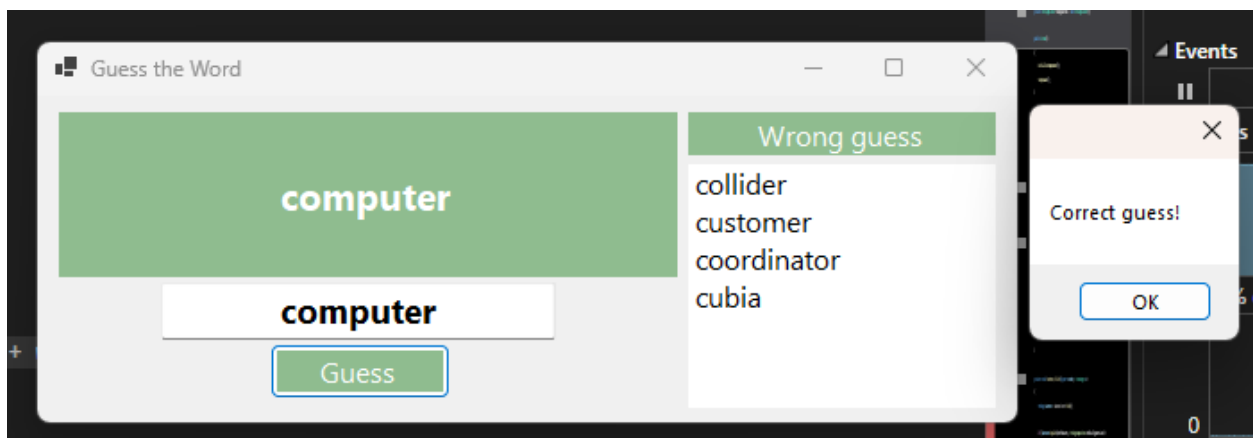 Guess the Word
Events
computer
Wrong guess
collider
customer
coordinator
cubia
computer
Guess
Correct guess!
OK
0